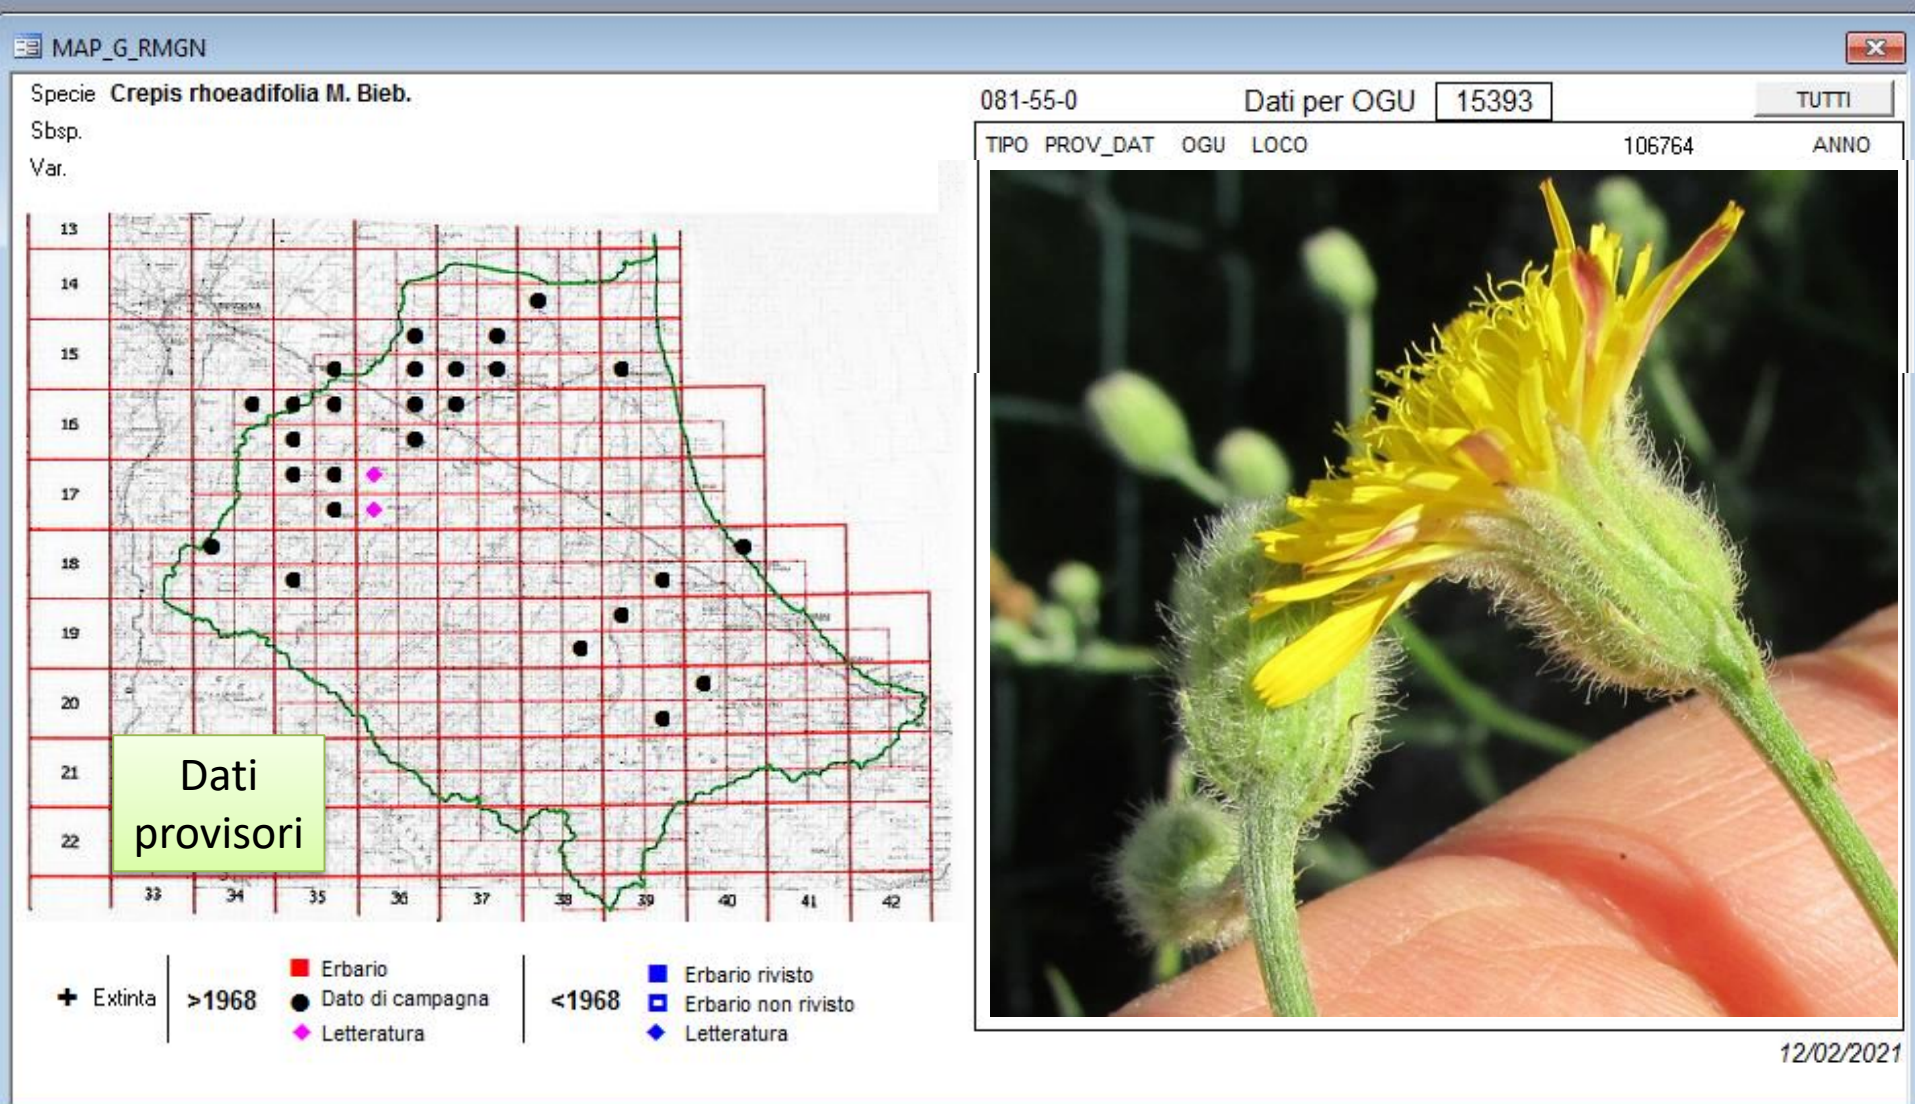 MAP_G_RMGN
Specie Crepis rhoeadifolia M. Bieb.
Sbsp.
Var.
081-55-0 Dati per OGU 15393 TUTTI
TIPO PROV_DAT OGU LOCO 106764 ANNO
13
14
15
16
17
18
19
20
21
22
33 34 35 36 37 38 39 40 41 42
Dati
provisori
Extinta
>1968
Erbario
Dato di campagna
Letteratura
<1968
Erbario rivisto
Erbario non rivisto
Letteratura
12/02/2021